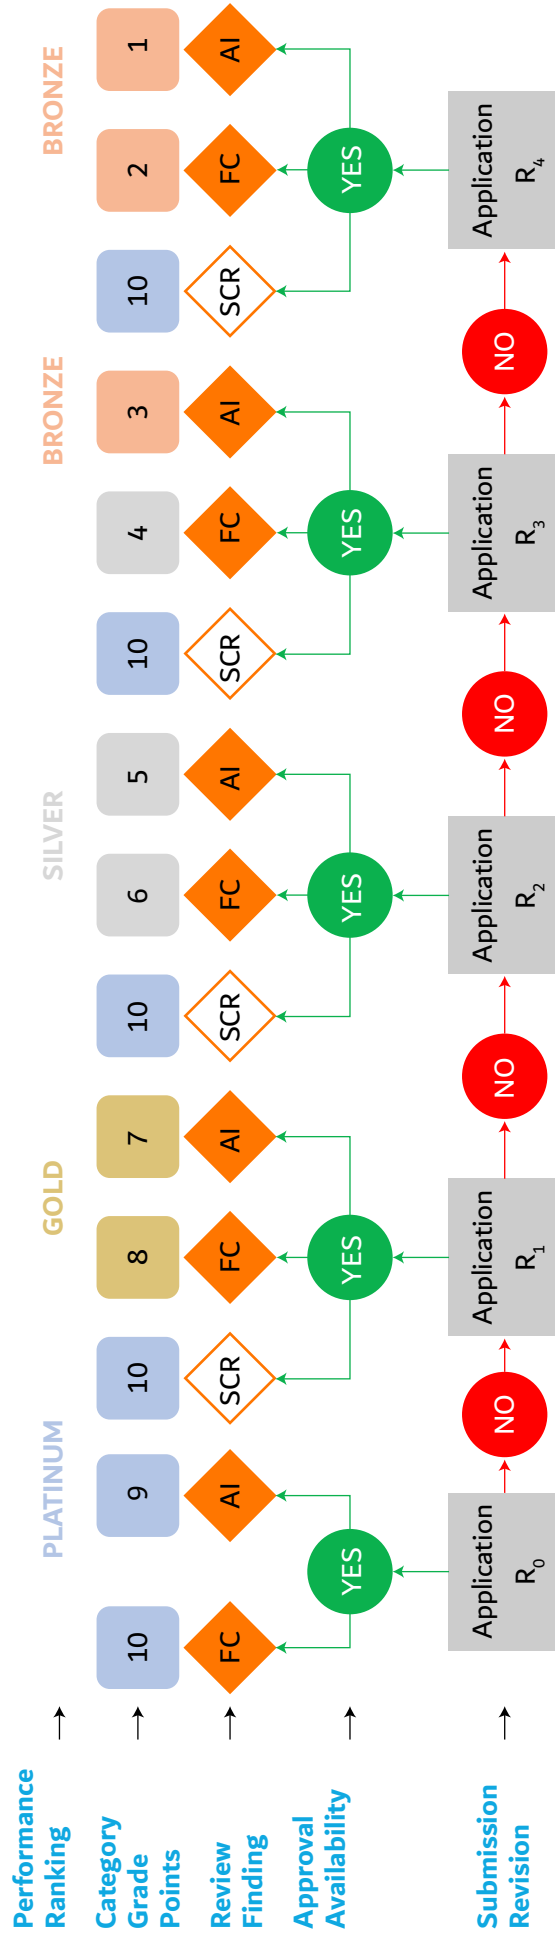 Performance
Ranking
PLATINUM
GOLD
SILVER
BRONZE
BRONZE
Category
Grade
Points
10
9
10
8
7
10
6
5
10
4
3
10
2
1
Review
Finding
FC
AI
SCR
FC
AI
SCR
FC
AI
SCR
FC
AI
SCR
FC
AI
Approval
Availability
YES
YES
YES
YES
YES
Submission
Revision
Application
R₀
NO
Application
R₁
NO
Application
R₂
NO
Application
R₃
NO
Application
R₄